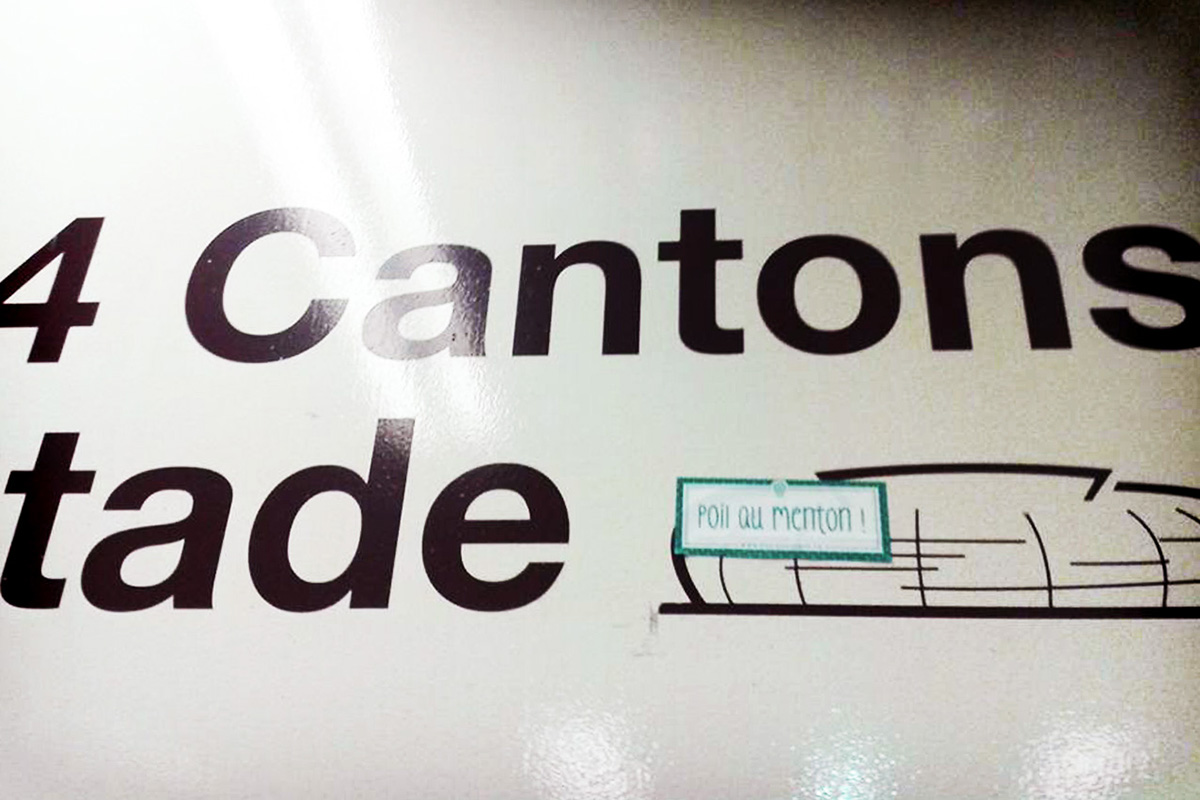 4 Cantons
tade
Poil au menton !